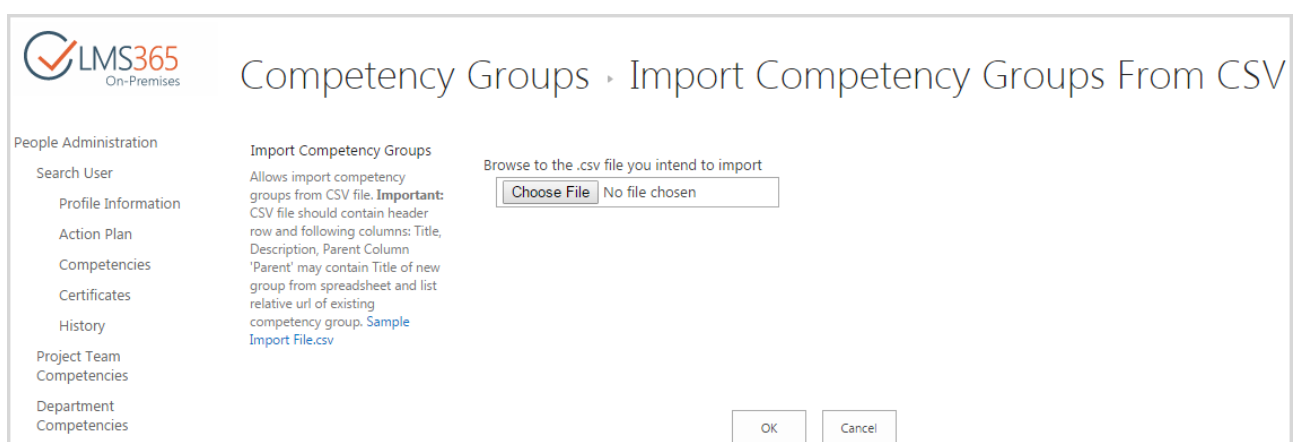 LMS365
On-Premises
Competency Groups ▸ Import Competency Groups From CSV
People Administration
Search User
Profile Information
Action Plan
Competencies
Certificates
History
Project Team
Competencies
Department
Competencies
Import Competency Groups
Allows import competency
groups from CSV file. Important:
CSV file should contain header
row and following columns: Title,
Description, Parent Column
'Parent' may contain Title of new
group from spreadsheet and list
relative url of existing
competency group. Sample
Import File.csv
Browse to the .csv file you intend to import
Choose File No file chosen
OK
Cancel